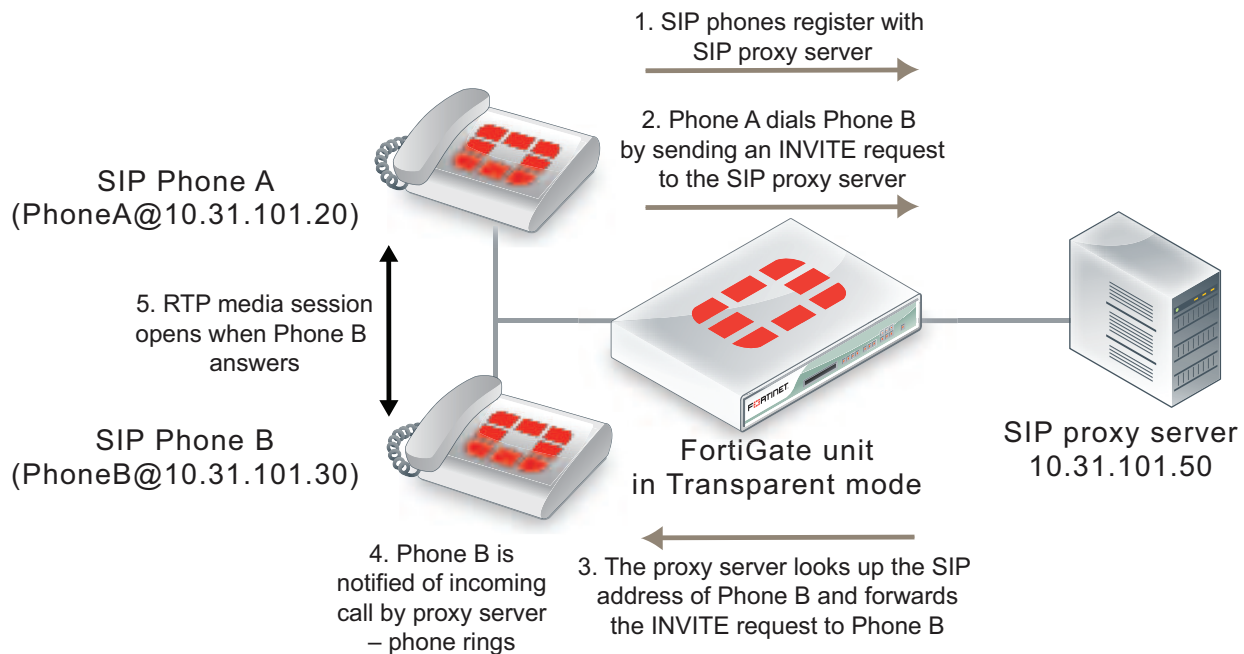 1. SIP phones register with
SIP proxy server
2. Phone A dials Phone B
by sending an INVITE request
to the SIP proxy server
SIP Phone A
(PhoneA@10.31.101.20)
5. RTP media session
opens when Phone B
answers
SIP Phone B
(PhoneB@10.31.101.30)
FORTINET
FortiGate unit
in Transparent mode
SIP proxy server
10.31.101.50
4. Phone B is
notified of incoming
call by proxy server
– phone rings
3. The proxy server looks up the SIP
address of Phone B and forwards
the INVITE request to Phone B